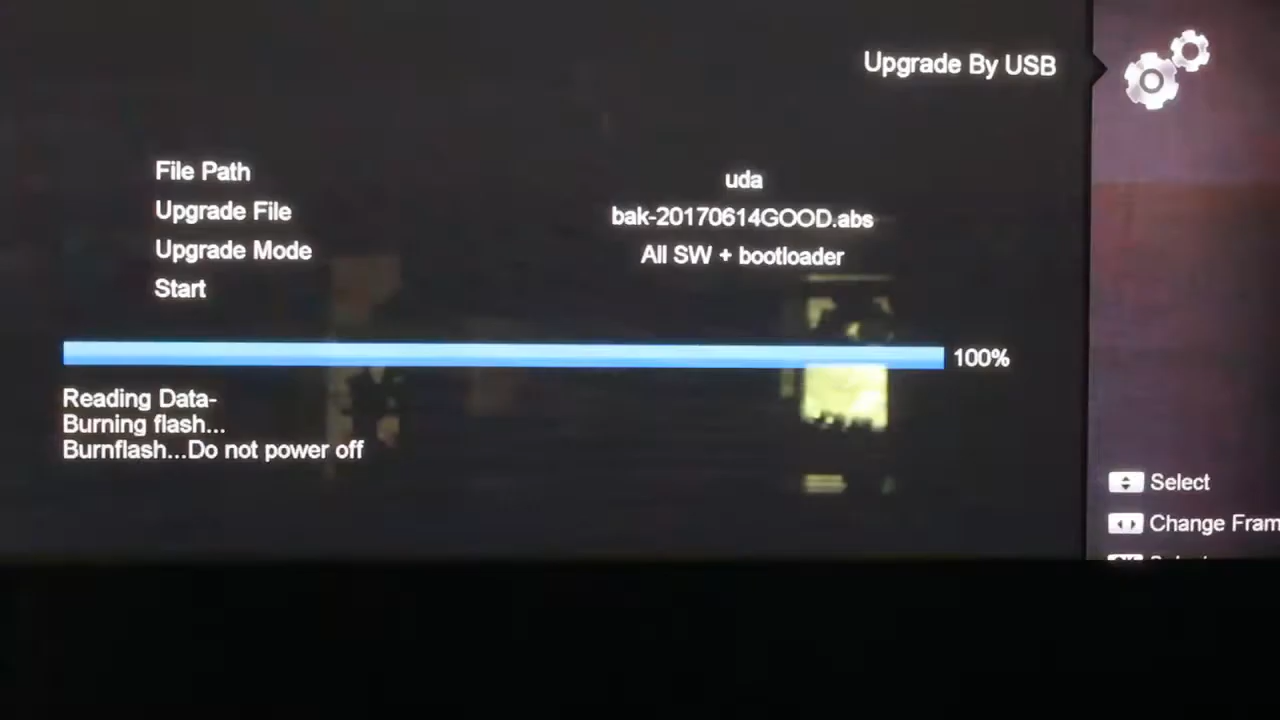 Upgrade By USB
File Path
uda
Upgrade File
bak-20170614GOOD.abs
Upgrade Mode
All SW + bootloader
Start
100%
Reading Data-
Burning flash...
Burnflash...Do not power off
Select
Change Fram